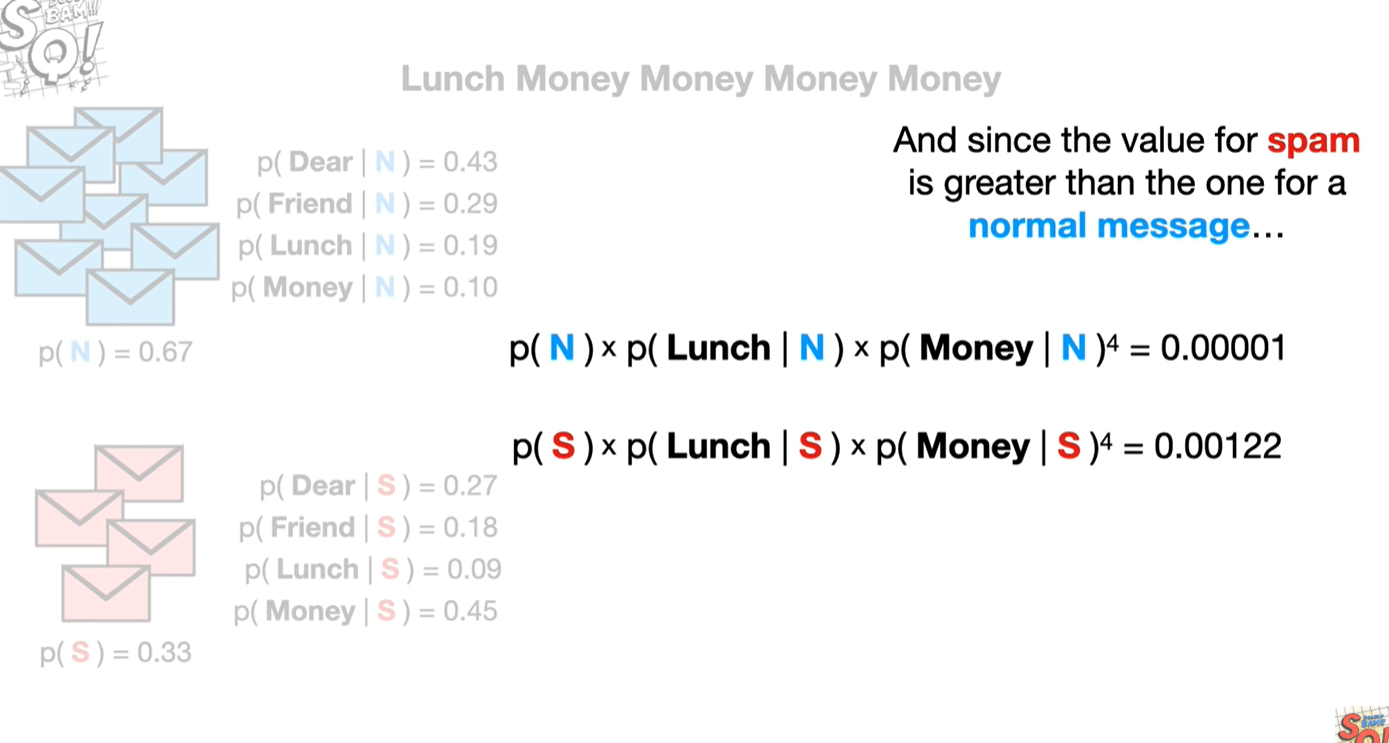 BAM!!
SQ!
Lunch Money Money Money Money
And since the value for spam
is greater than the one for a
normal message...
p( Dear | N ) = 0.43
p( Friend | N ) = 0.29
p( Lunch | N ) = 0.19
p( Money | N ) = 0.10
p( N ) = 0.67
p( N ) × p( Lunch | N ) × p( Money | N )⁴ = 0.00001
p( S ) × p( Lunch | S ) × p( Money | S )⁴ = 0.00122
p( Dear | S ) = 0.27
p( Friend | S ) = 0.18
p( Lunch | S ) = 0.09
p( Money | S ) = 0.45
p( S ) = 0.33
SQ!